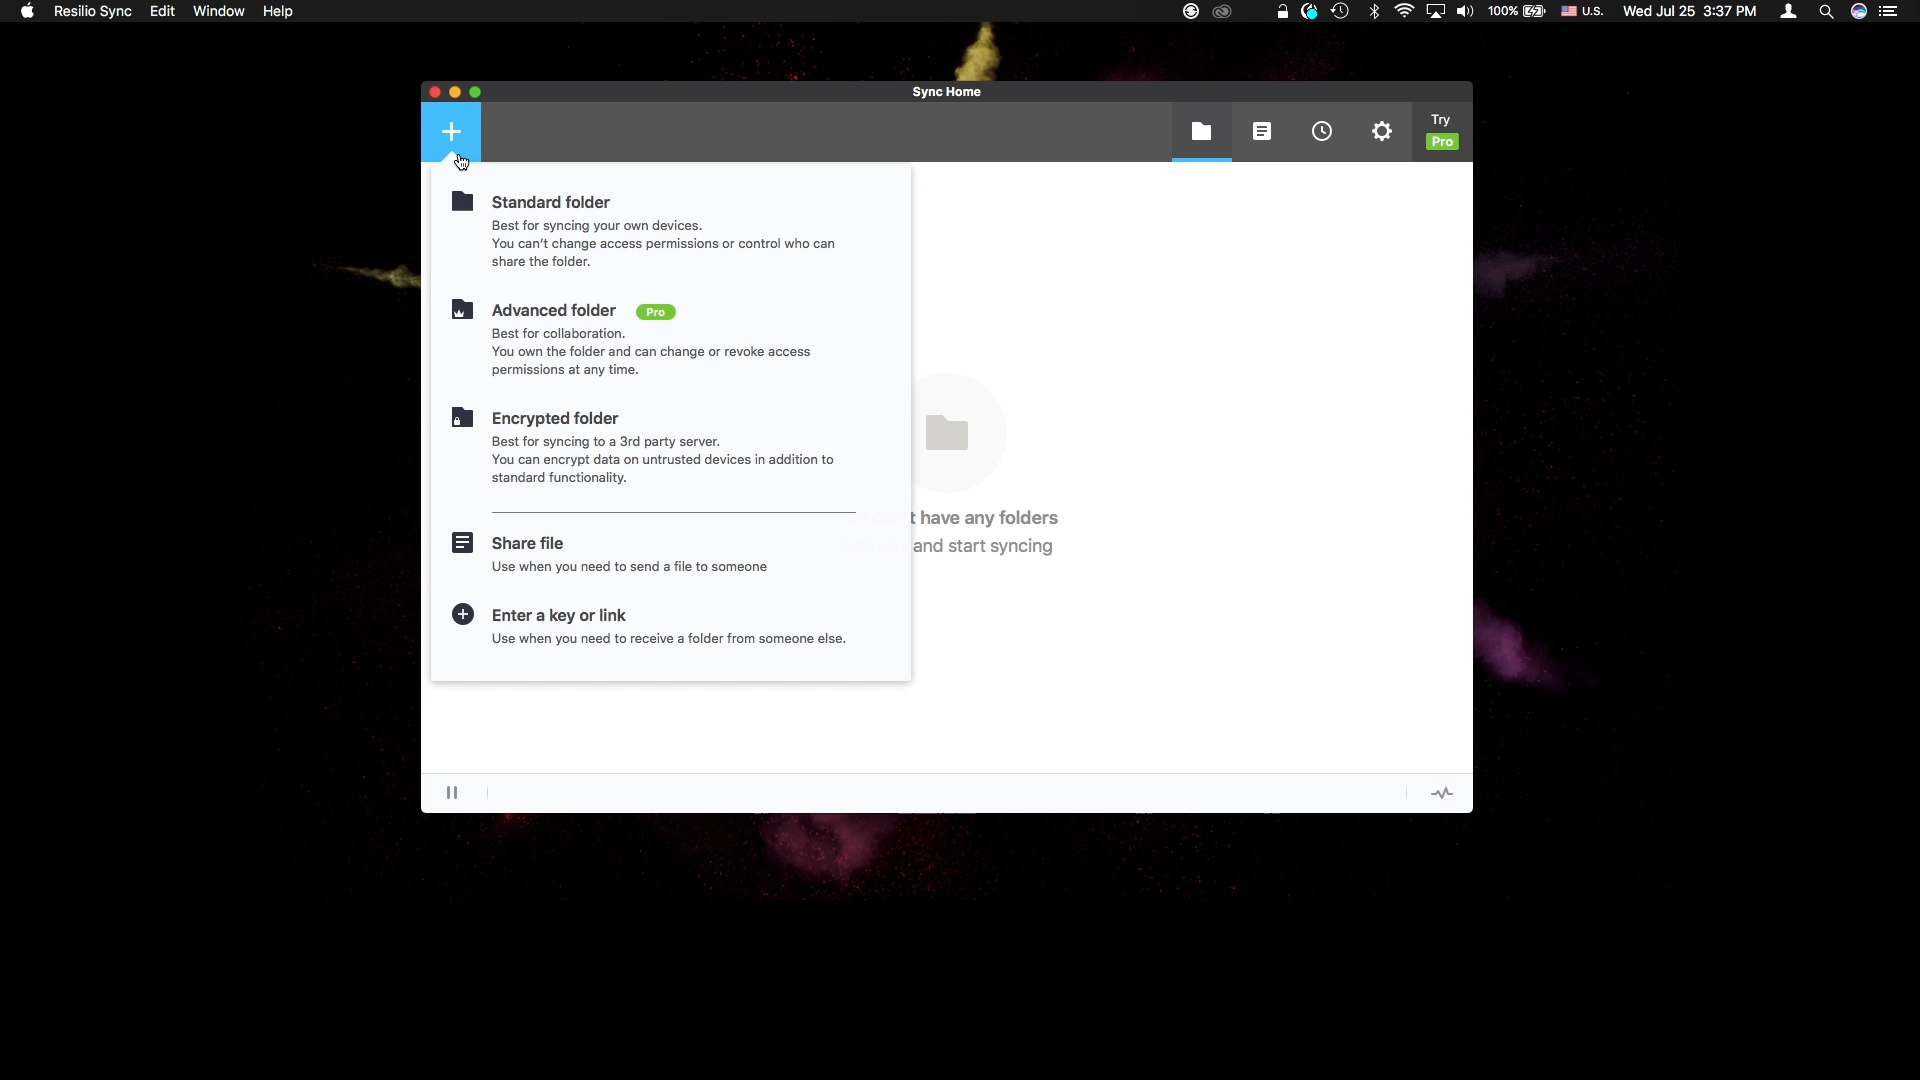 Resilio Sync Edit Window Help
100% U.S. Wed Jul 25 3:37 PM
Sync Home
Try
Pro
Standard folder
Best for syncing your own devices.
You can't change access permissions or control who can
share the folder.
Advanced folder Pro
Best for collaboration.
You own the folder and can change or revoke access
permissions at any time.
Encrypted folder
Best for syncing to a 3rd party server.
You can encrypt data on untrusted devices in addition to
standard functionality.
have any folders
and start syncing
Share file
Use when you need to send a file to someone
Enter a key or link
Use when you need to receive a folder from someone else.